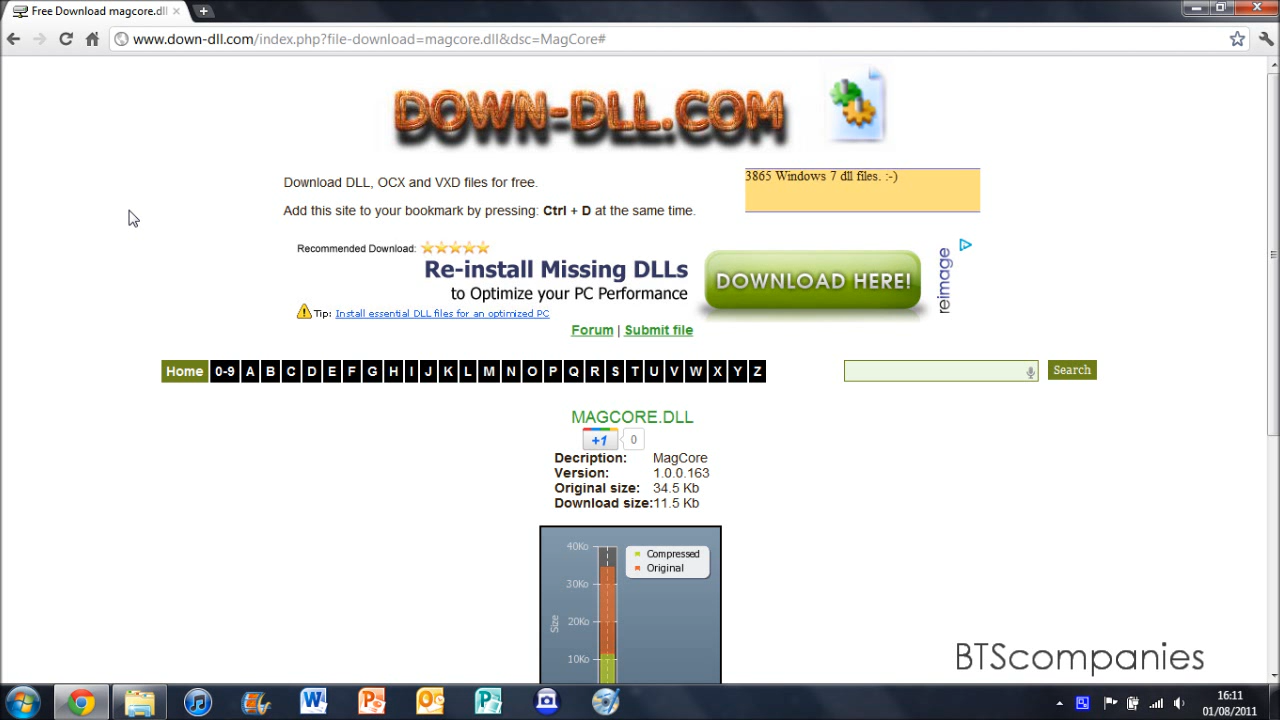 Free Download magcore.dll
www.down-dll.com/index.php?file-download=magcore.dll&dsc=MagCore#
DOWN-DLL.COM
Download DLL, OCX and VXD files for free.
3865 Windows 7 dll files. :-)
Add this site to your bookmark by pressing: Ctrl + D at the same time.
Recommended Download:
Re-install Missing DLLs
to Optimize your PC Performance
DOWNLOAD HERE!
reimage
Tip: Install essential DLL files for an optimized PC
Forum | Submit file
Home 0-9 A B C D E F G H I J K L M N O P Q R S T U V W X Y Z
Search
MAGCORE.DLL
+1 0
Decription: MagCore
Version: 1.0.0.163
Original size: 34.5 Kb
Download size:11.5 Kb
40Ko
Compressed
Original
30Ko
20Ko
Size
10Ko
BTScompanies
16:11
01/08/2011